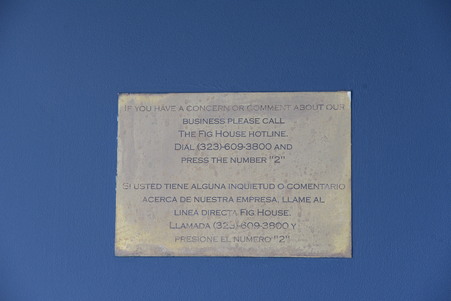 IF YOU HAVE A CONCERN OR COMMENT ABOUT OUR
BUSINESS PLEASE CALL
THE FIG HOUSE HOTLINE.
DIAL (323)-609-3800 AND
PRESS THE NUMBER "2"
SI USTED TIENE ALGUNA INQUIETUD O COMENTARIO
ACERCA DE NUESTRA EMPRESA, LLAME AL
LINEA DIRECTA FIG HOUSE.
LLAMADA (323)-609-3800 Y
PRESIONE EL NUMERO "2"